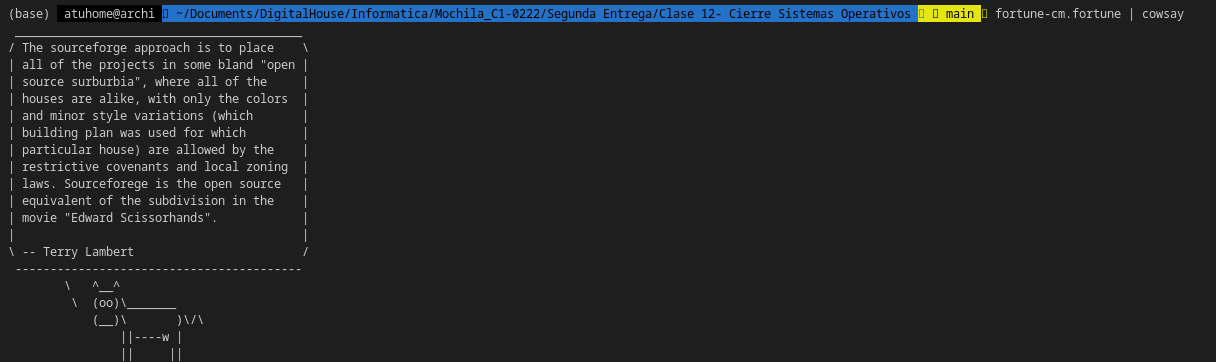 (base) atuhome@archi ~/Documents/DigitalHouse/Informatica/Mochila_C1-0222/Segunda Entrega/Clase 12- Cierre Sistemas Operativos main fortune-cm.fortune | cowsay
 _________________________________________
/ The sourceforge approach is to place    \
| all of the projects in some bland "open |
| source surburbia", where all of the     |
| houses are alike, with only the colors  |
| and minor style variations (which       |
| building plan was used for which        |
| particular house) are allowed by the    |
| restrictive covenants and local zoning  |
| laws. Sourceforege is the open source   |
| equivalent of the subdivision in the    |
| movie "Edward Scissorhands".            |
|                                         |
\ -- Terry Lambert                        /
 -----------------------------------------
        \   ^__^
         \  (oo)\_______
            (__)\       )\/\
                ||----w |
                ||     ||